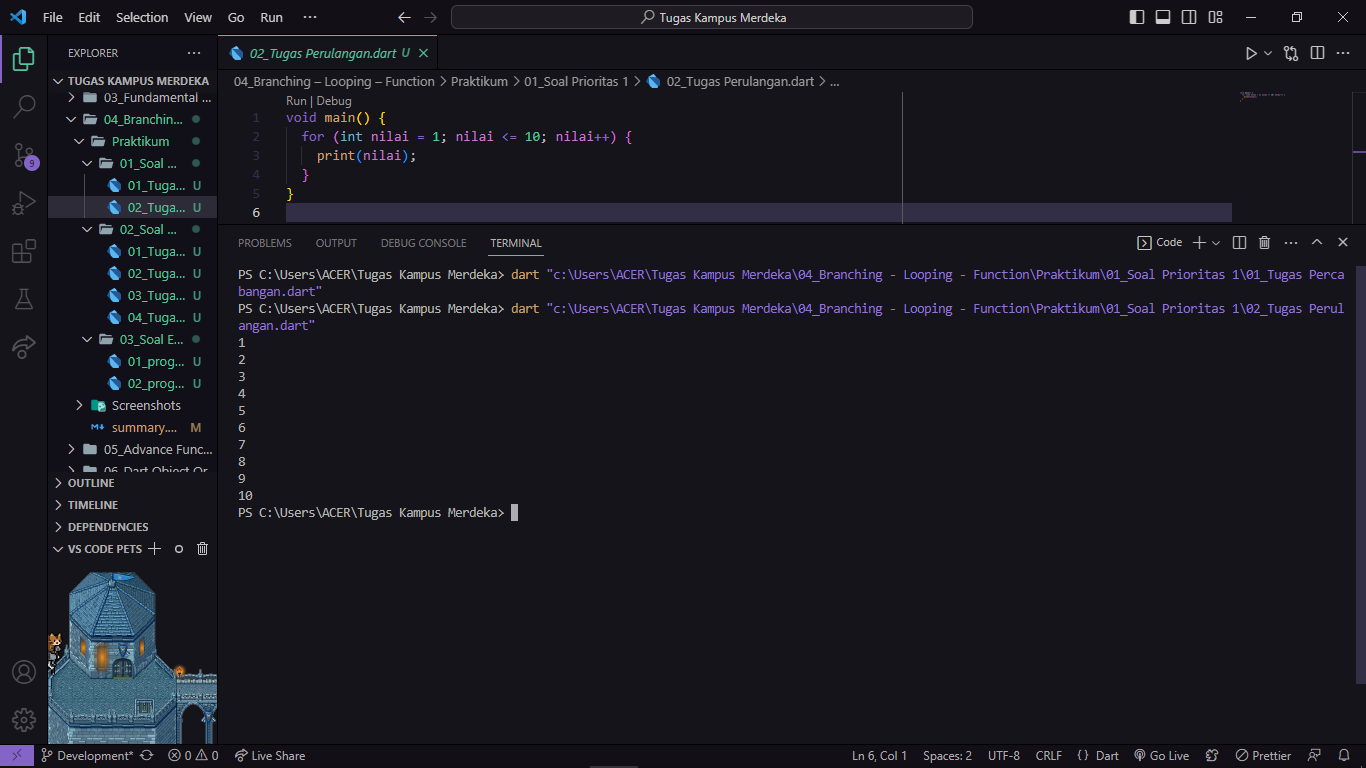 File Edit Selection View Go Run ··· Tugas Kampus Merdeka
EXPLORER ···
TUGAS KAMPUS MERDEKA
03_Fundamental ...
04_Branchin...
Praktikum
01_Soal ...
01_Tuga... U
02_Tuga... U
02_Soal ...
01_Tuga... U
02_Tuga... U
03_Tuga... U
04_Tuga... U
03_Soal E...
01_prog... U
02_prog... U
Screenshots
summary.... M
05_Advance Func...
06_Dart Object Or...
OUTLINE
TIMELINE
DEPENDENCIES
VS CODE PETS
9
02_Tugas Perulangan.dart U
04_Branching – Looping – Function > Praktikum > 01_Soal Prioritas 1 > 02_Tugas Perulangan.dart > ...
Run | Debug
1 void main() {
2 for (int nilai = 1; nilai <= 10; nilai++) {
3 print(nilai);
4 }
5 }
6
PROBLEMS OUTPUT DEBUG CONSOLE TERMINAL Code
PS C:\Users\ACER\Tugas Kampus Merdeka> dart "c:\Users\ACER\Tugas Kampus Merdeka\04_Branching - Looping - Function\Praktikum\01_Soal Prioritas 1\01_Tugas Perca
bangan.dart"
PS C:\Users\ACER\Tugas Kampus Merdeka> dart "c:\Users\ACER\Tugas Kampus Merdeka\04_Branching - Looping - Function\Praktikum\01_Soal Prioritas 1\02_Tugas Perul
angan.dart"
1
2
3
4
5
6
7
8
9
10
PS C:\Users\ACER\Tugas Kampus Merdeka>
Development* 0 0 Live Share Ln 6, Col 1 Spaces: 2 UTF-8 CRLF { } Dart Go Live Prettier